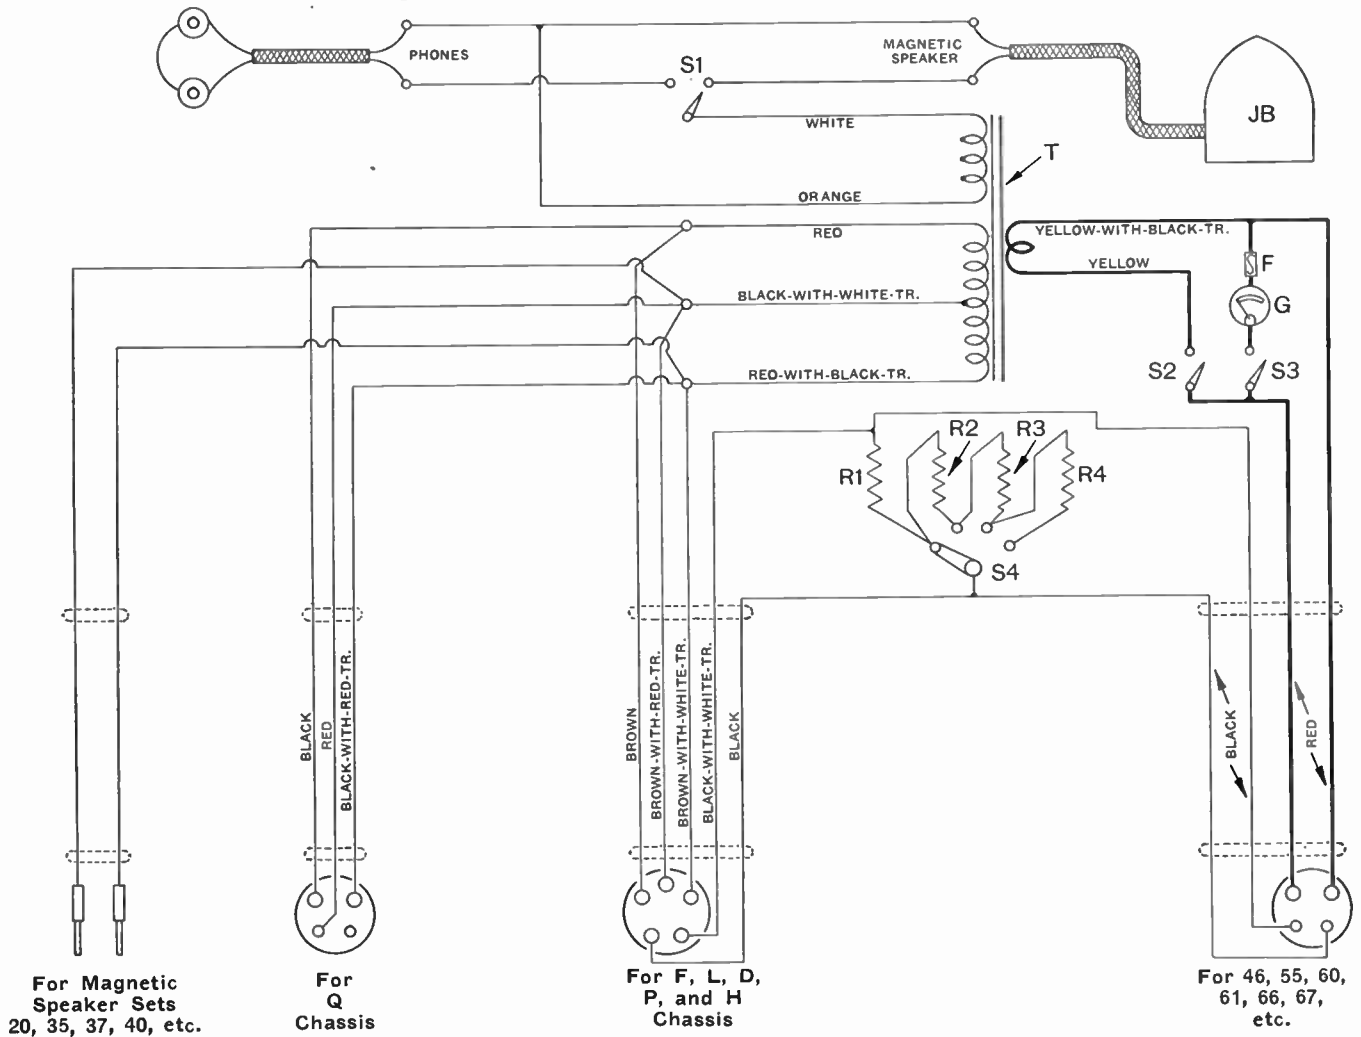 PHONES
MAGNETIC
SPEAKER
S1
JB
WHITE
T
ORANGE
RED
YELLOW-WITH-BLACK-TR.
YELLOW
F
G
BLACK-WITH-WHITE-TR.
RED-WITH-BLACK-TR.
S2
S3
R1
R2
R3
R4
S4
BLACK
RED
BLACK-WITH-RED-TR.
BROWN
BROWN-WITH-RED-TR.
BROWN-WITH-WHITE-TR.
BLACK-WITH-WHITE-TR.
BLACK
BLACK
RED
For Magnetic
Speaker Sets
20, 35, 37, 40, etc.
For
Q
Chassis
For F, L, D,
P, and H
Chassis
For 46, 55, 60,
61, 66, 67,
etc.